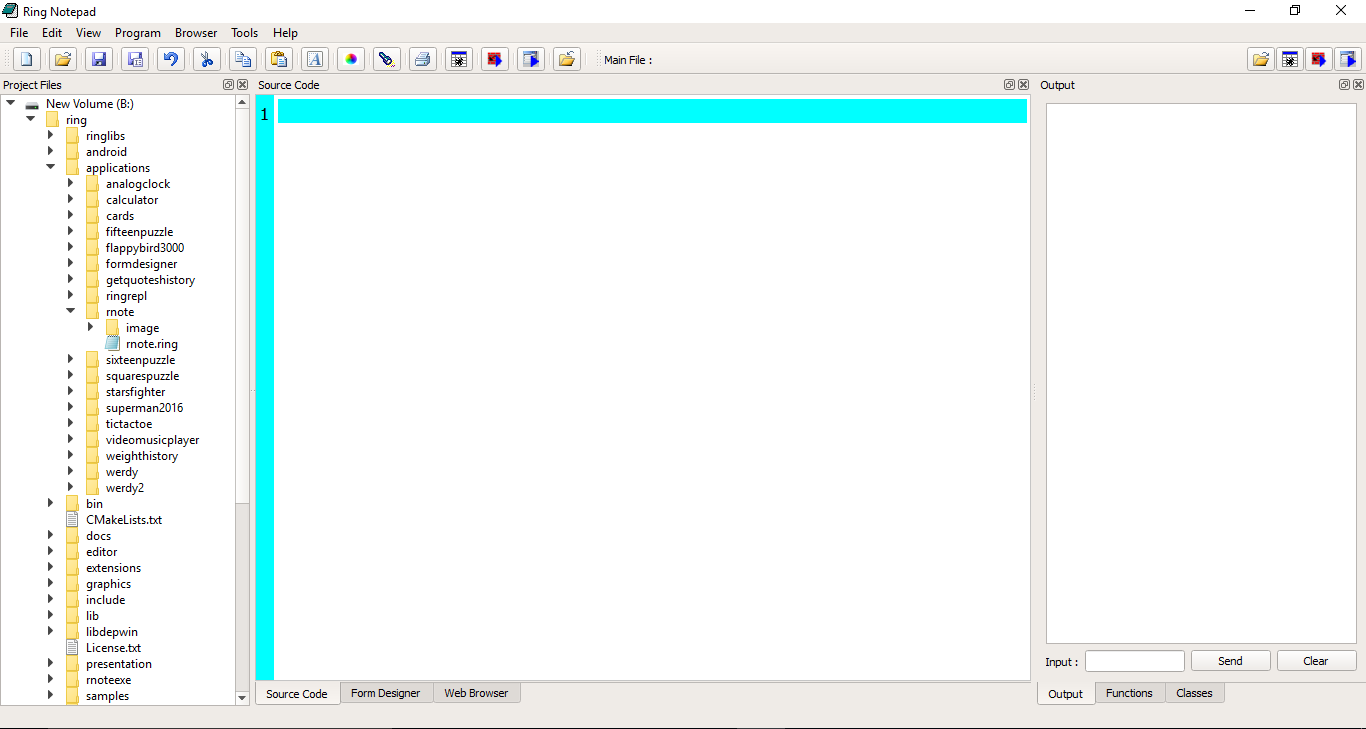 Ring Notepad
File Edit View Program Browser Tools Help
Main File :
Project Files
New Volume (B:)
ring
ringlibs
android
applications
analogclock
calculator
cards
fifteenpuzzle
flappybird3000
formdesigner
getquoteshistory
ringrepl
rnote
image
rnote.ring
sixteenpuzzle
squarespuzzle
starsfighter
superman2016
tictactoe
videomusicplayer
weighthistory
werdy
werdy2
bin
CMakeLists.txt
docs
editor
extensions
graphics
include
lib
libdepwin
License.txt
presentation
rnoteexe
samples
Source Code
1
Source Code Form Designer Web Browser
Output
Input : Send Clear
Output Functions Classes